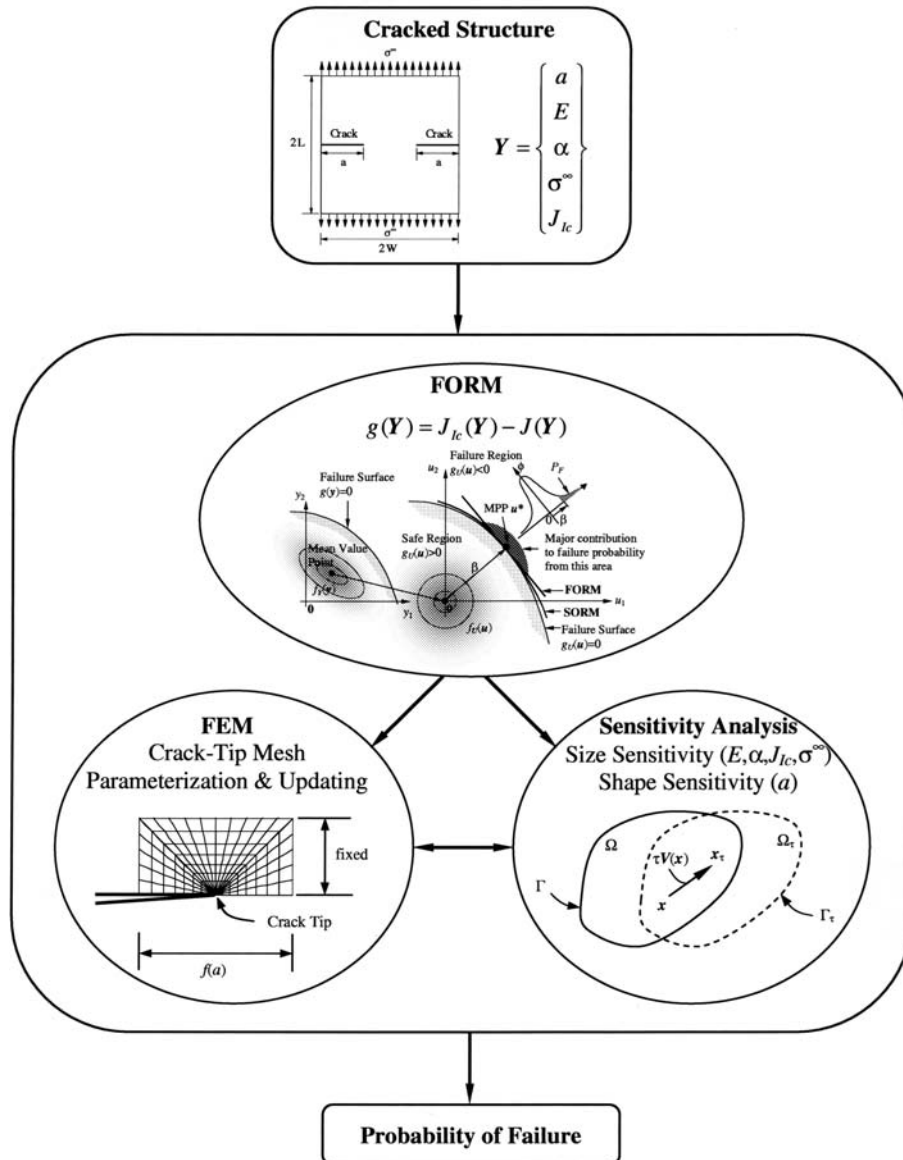 Cracked Structure
σ∞
2L
Crack
Crack
a
a
σ∞
2W
Y = { a
E
α
σ∞
J_Ic }
FORM
g(Y) = J_Ic(Y) − J(Y)
Failure Surface
g(y)=0
y2
Mean Value
Point
f_Y(y)
0
y1
u2
Failure Region
g_U(u)<0
MPP u*
Safe Region
g_U(u)>0
β
0
f_U(u)
u1
ϕ
P_F
0
β
Major contribution
to failure probability
from this area
FORM
SORM
Failure Surface
g_U(u)=0
FEM
Crack-Tip Mesh
Parameterization & Updating
fixed
Crack Tip
f(a)
Sensitivity Analysis
Size Sensitivity (E,α,J_Ic,σ∞)
Shape Sensitivity (a)
Ω
Ω_τ
τV(x)
x_τ
x
Γ
Γ_τ
Probability of Failure